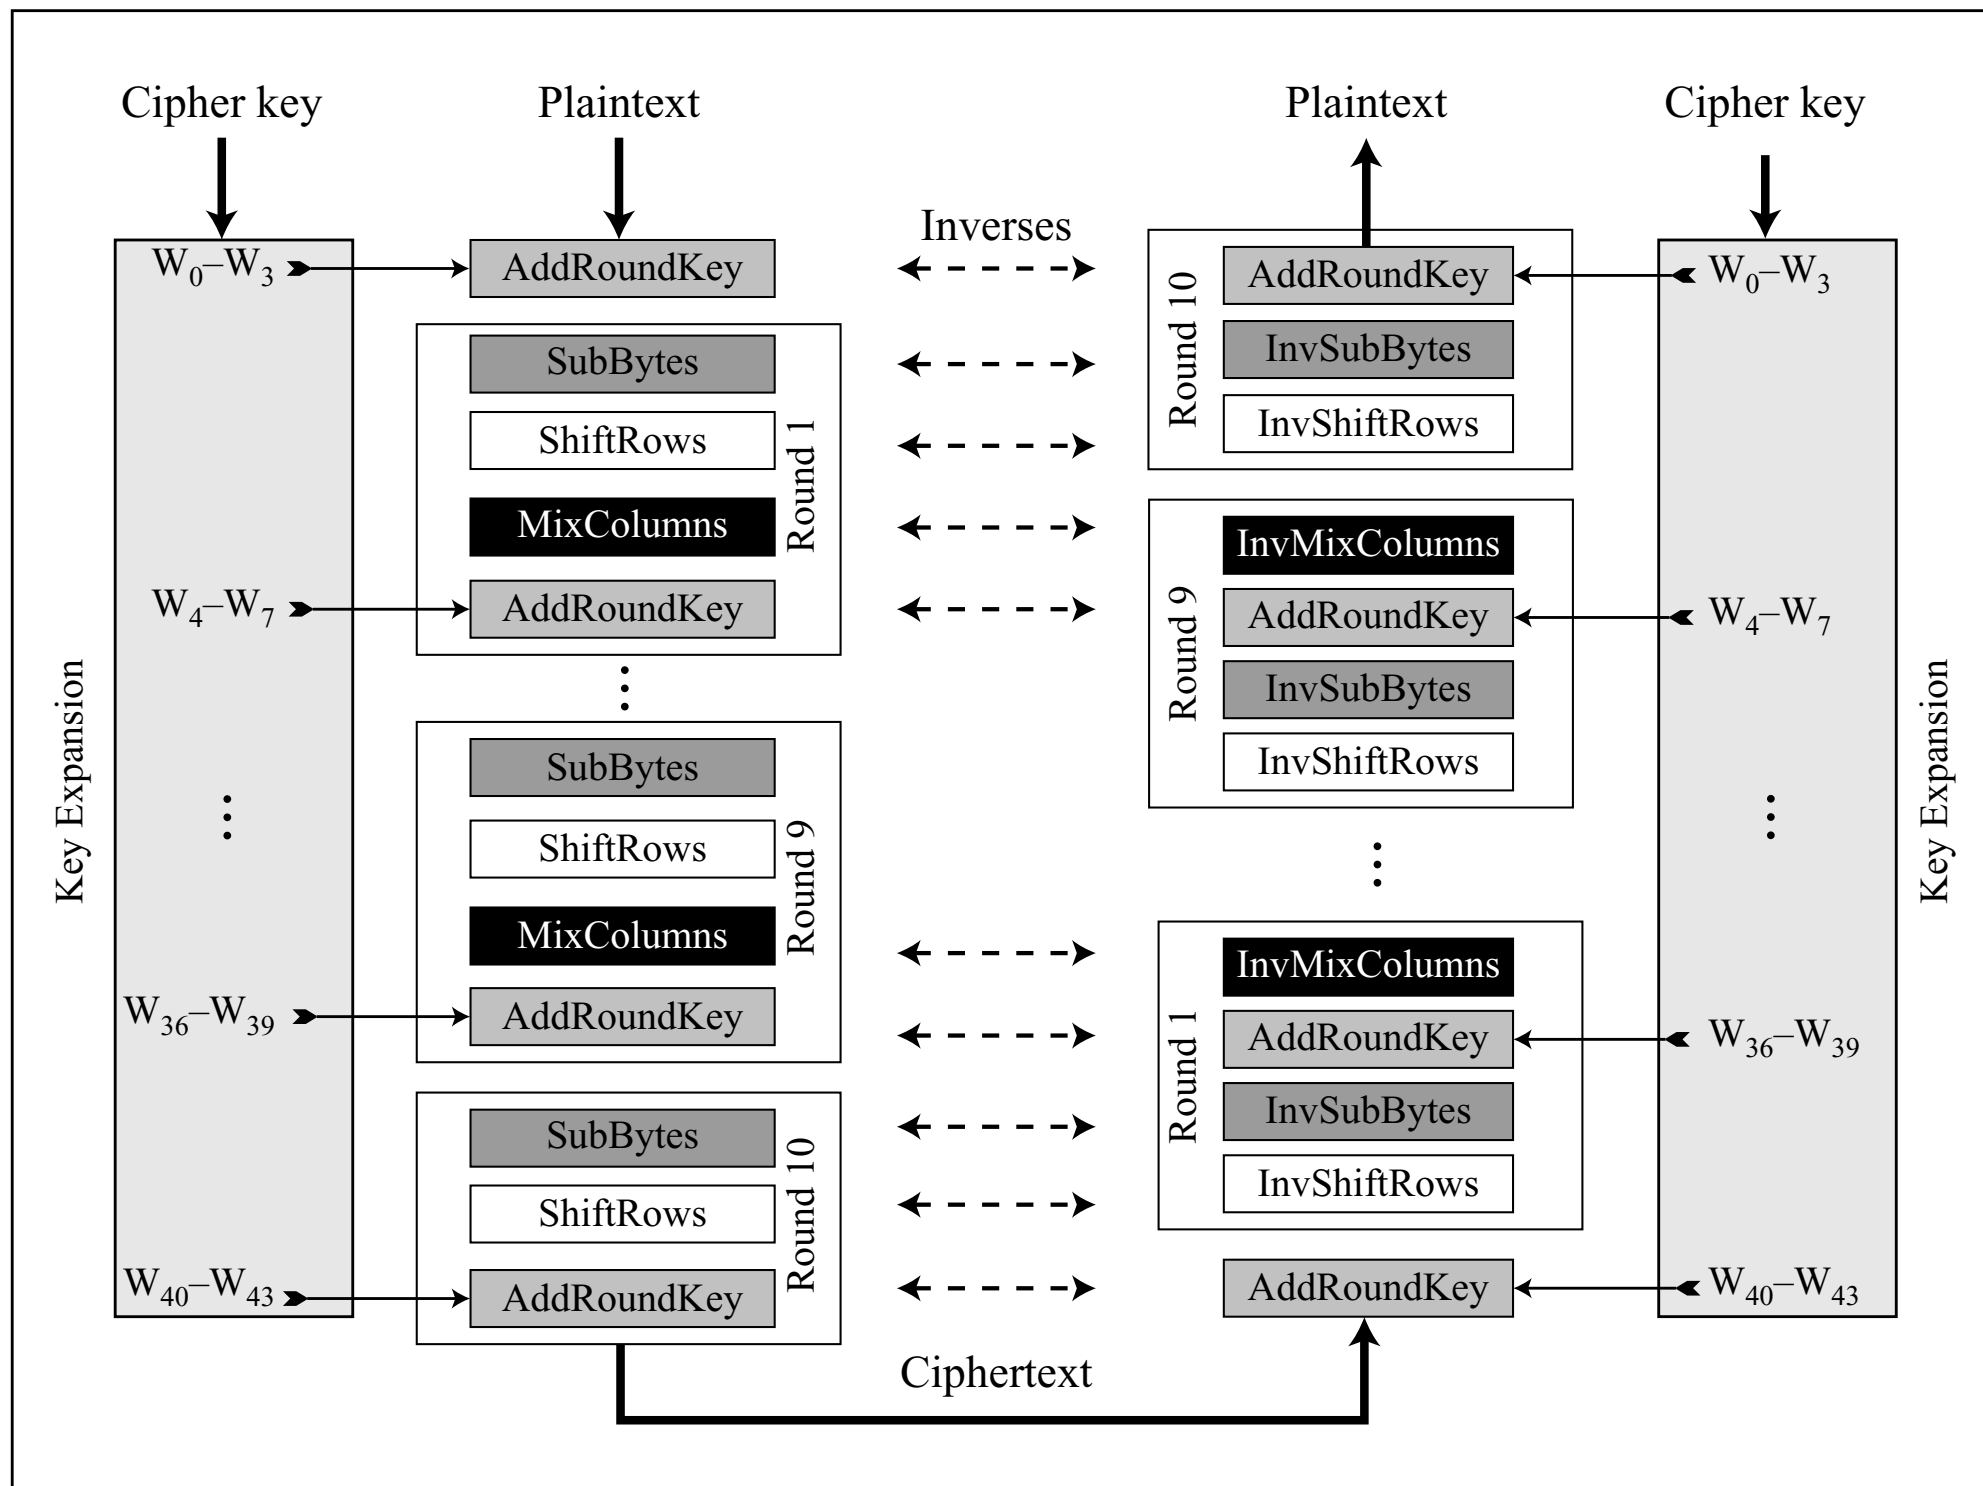 Cipher key
Plaintext
Plaintext
Cipher key
Inverses
Key Expansion
W0–W3
W4–W7
W36–W39
W40–W43
AddRoundKey
Round 1
SubBytes
ShiftRows
MixColumns
AddRoundKey
Round 9
SubBytes
ShiftRows
MixColumns
AddRoundKey
Round 10
SubBytes
ShiftRows
AddRoundKey
Ciphertext
Round 10
AddRoundKey
InvSubBytes
InvShiftRows
Round 9
InvMixColumns
AddRoundKey
InvSubBytes
InvShiftRows
Round 1
InvMixColumns
AddRoundKey
InvSubBytes
InvShiftRows
AddRoundKey
W0–W3
W4–W7
W36–W39
W40–W43
Key Expansion